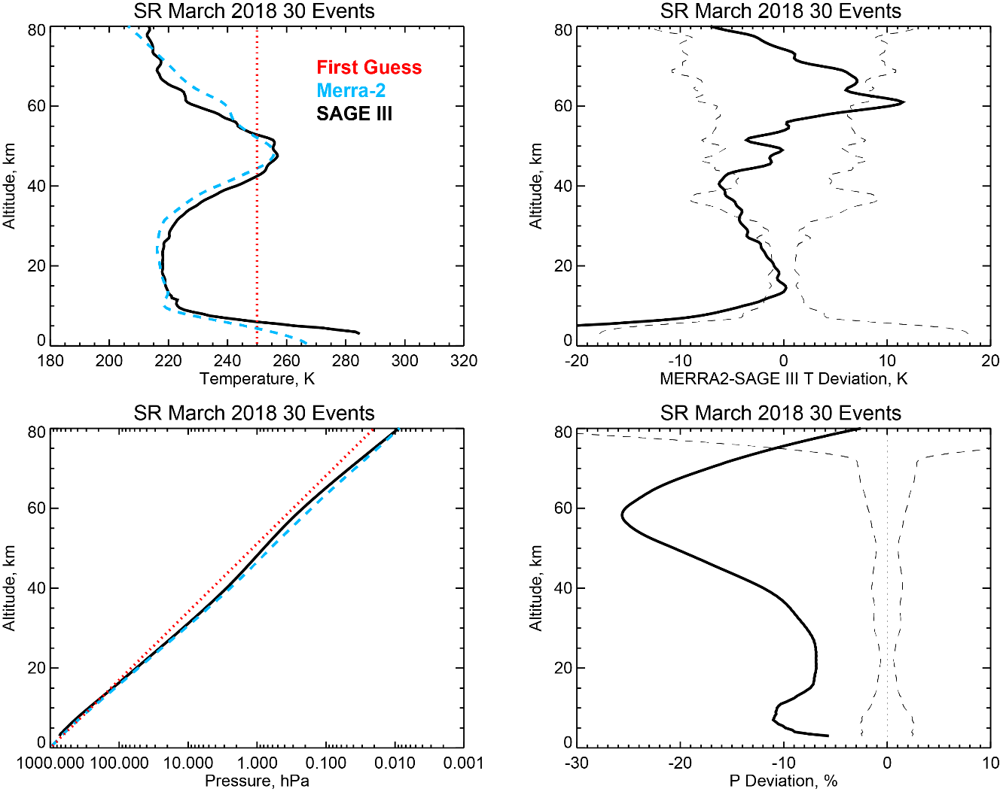 SR March 2018 30 Events
80
60
40
20
0
Altitude, km
First Guess
Merra-2
SAGE III
180 200 220 240 260 280 300 320
Temperature, K
SR March 2018 30 Events
80
60
40
20
0
Altitude, km
-20 -10 0 10 20
MERRA2-SAGE III T Deviation, K
SR March 2018 30 Events
80
60
40
20
0
Altitude, km
1000.000 100.000 10.000 1.000 0.100 0.010 0.001
Pressure, hPa
SR March 2018 30 Events
80
60
40
20
0
Altitude, km
-30 -20 -10 0 10
P Deviation, %